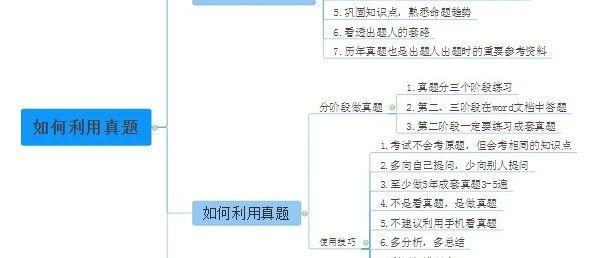 5.巩固知识点，熟悉命题趋势
6.看透出题人的套路
7.历年真题也是出题人出题时的重要参考资料
如何利用真题
分阶段做真题
1.真题分三个阶段练习
2.第二、三阶段在word文档中答题
3.第二阶段一定要练习成套真题
如何利用真题
使用技巧
1.考试不会考原题，但会考相同的知识点
2.多向自己提问，少向别人提问
3.至少做5年成套真题3-5遍
4.不是看真题，是做真题
5.不建议利用手机看真题
6.多分析，多总结